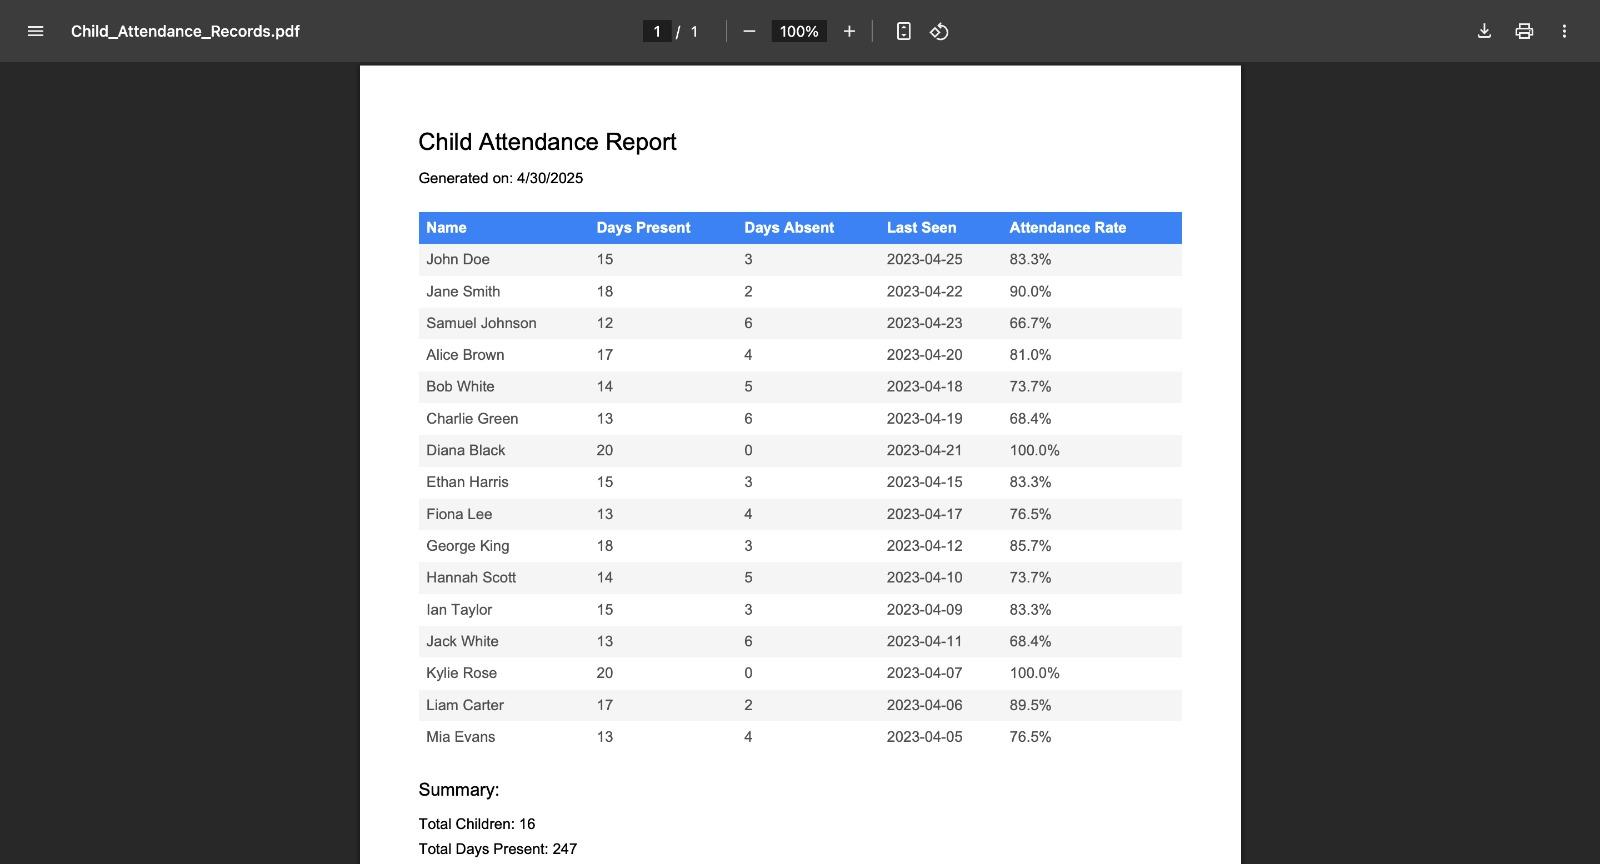 Child_Attendance_Records.pdf 1 / 1 100%
Child Attendance Report
Generated on: 4/30/2025
Name Days Present Days Absent Last Seen Attendance Rate
John Doe 15 3 2023-04-25 83.3%
Jane Smith 18 2 2023-04-22 90.0%
Samuel Johnson 12 6 2023-04-23 66.7%
Alice Brown 17 4 2023-04-20 81.0%
Bob White 14 5 2023-04-18 73.7%
Charlie Green 13 6 2023-04-19 68.4%
Diana Black 20 0 2023-04-21 100.0%
Ethan Harris 15 3 2023-04-15 83.3%
Fiona Lee 13 4 2023-04-17 76.5%
George King 18 3 2023-04-12 85.7%
Hannah Scott 14 5 2023-04-10 73.7%
Ian Taylor 15 3 2023-04-09 83.3%
Jack White 13 6 2023-04-11 68.4%
Kylie Rose 20 0 2023-04-07 100.0%
Liam Carter 17 2 2023-04-06 89.5%
Mia Evans 13 4 2023-04-05 76.5%
Summary:
Total Children: 16
Total Days Present: 247